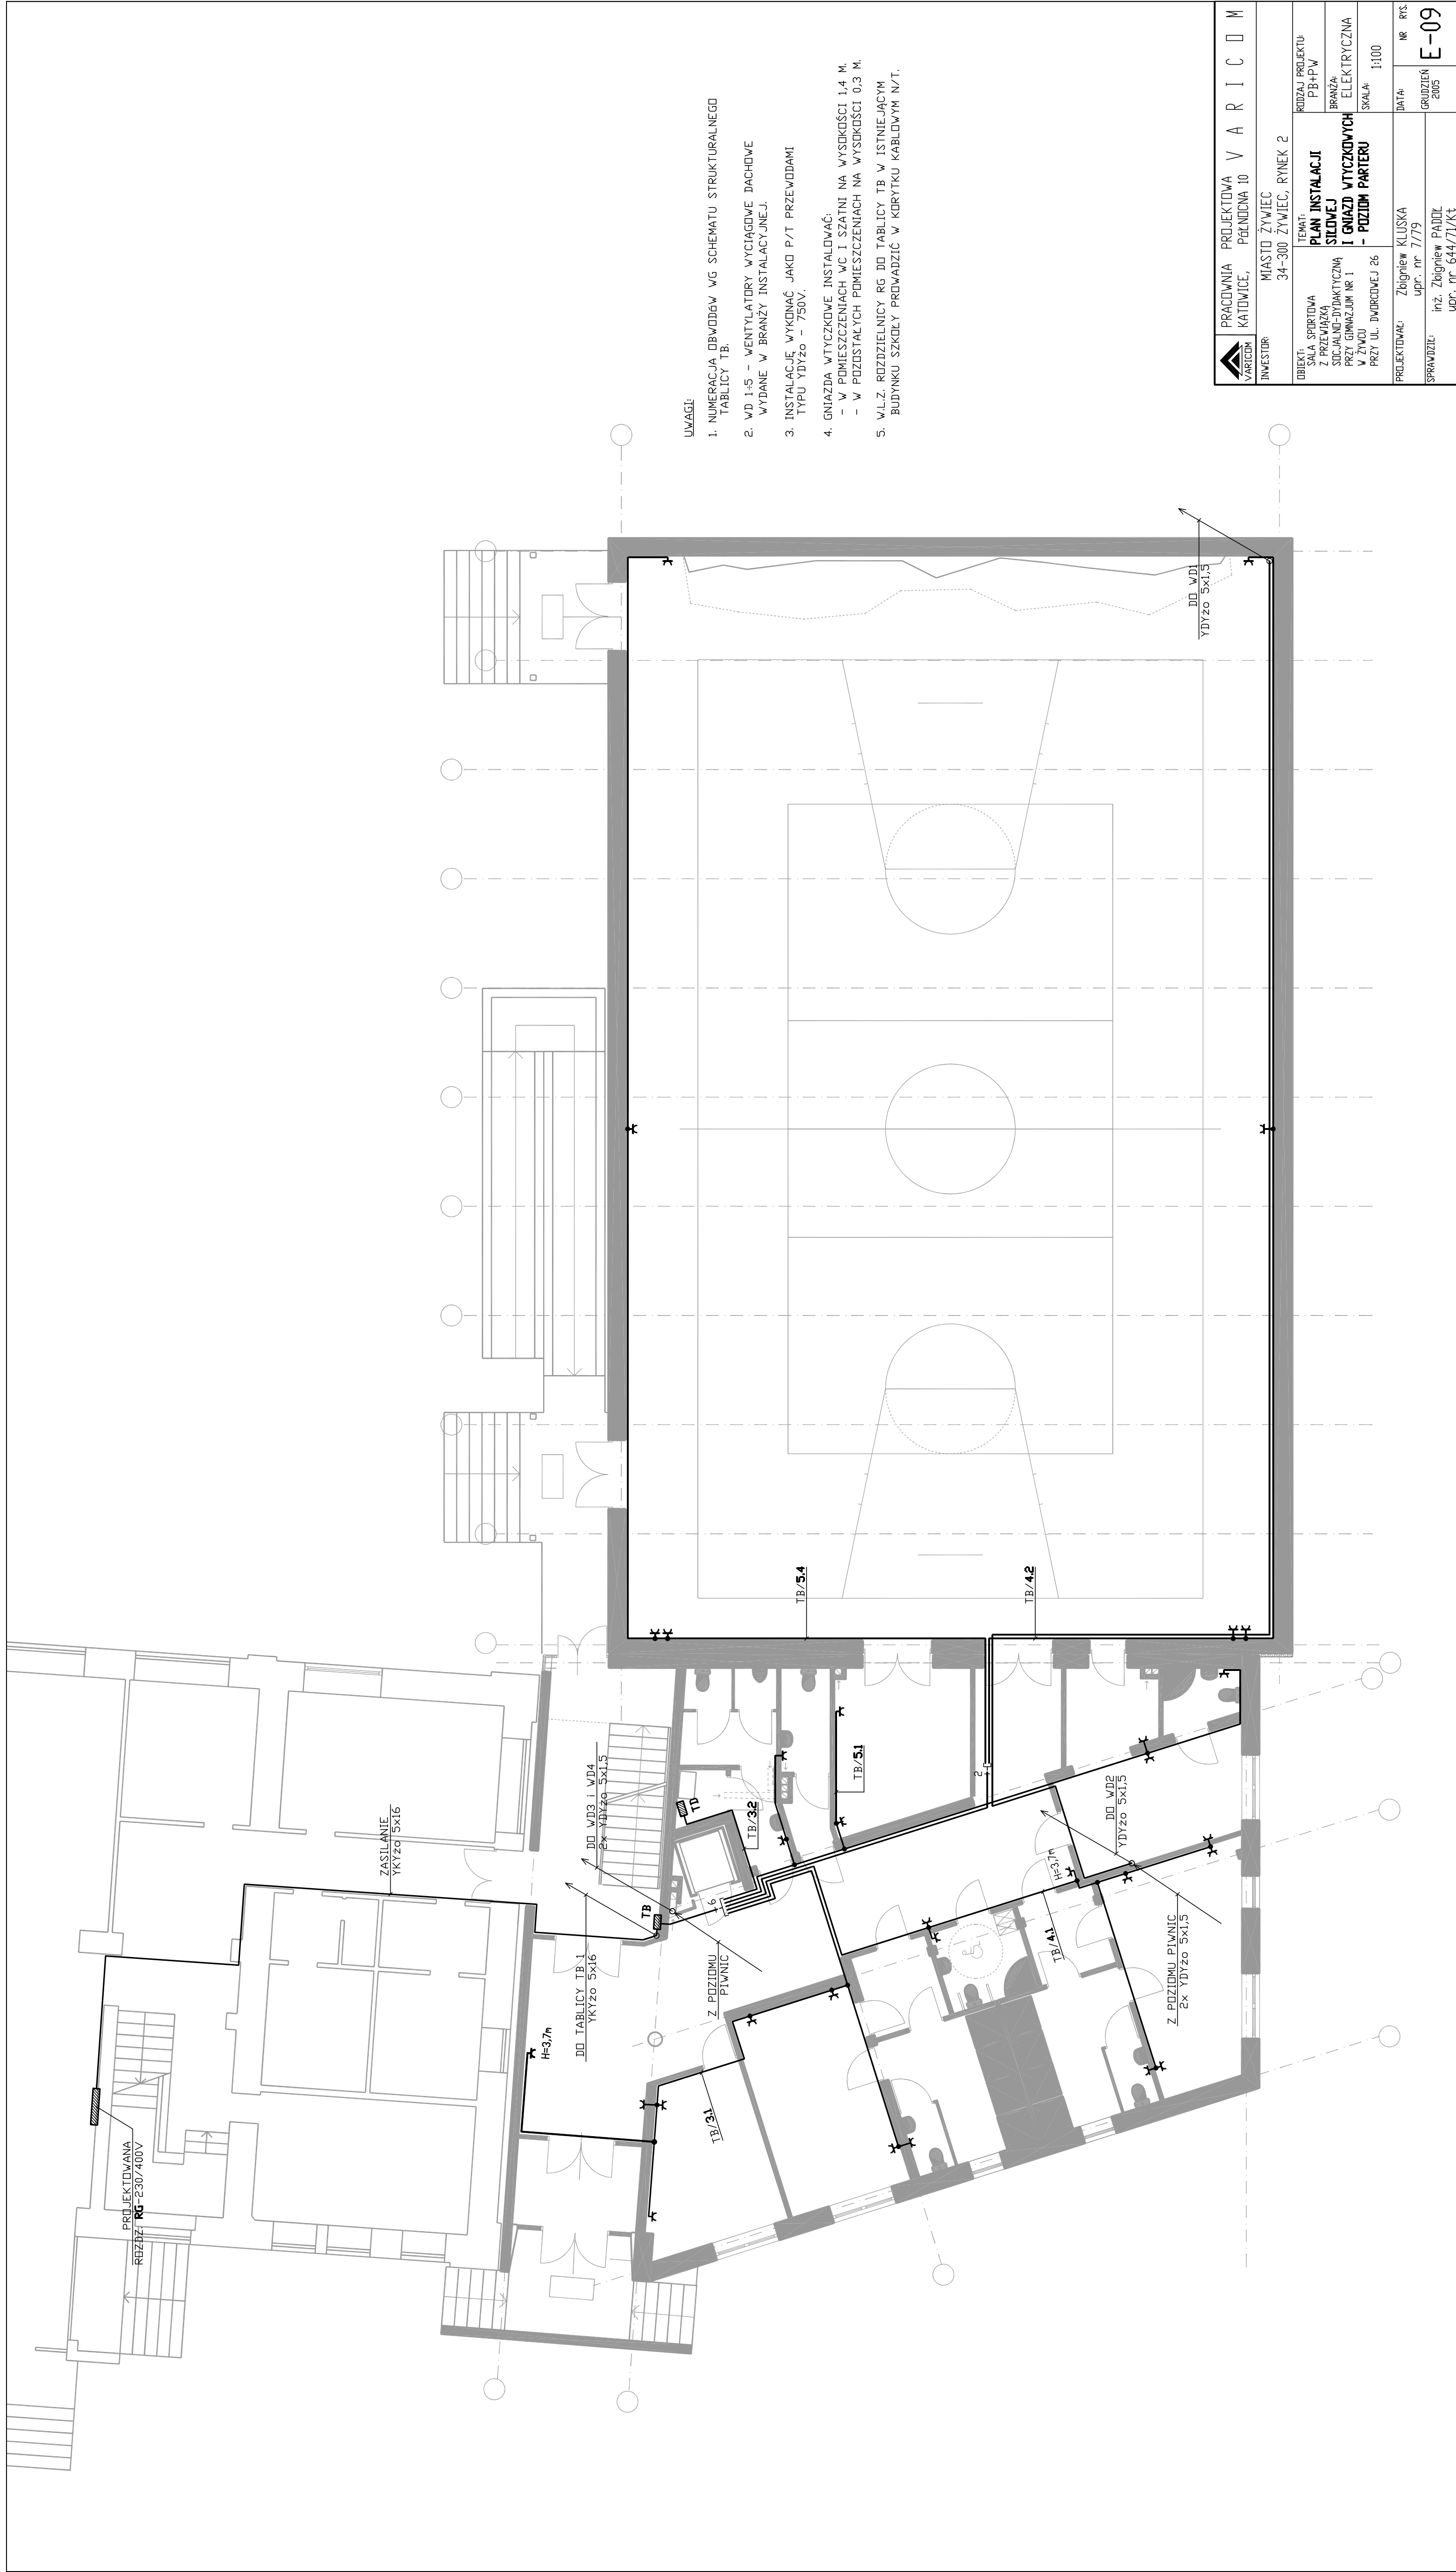 PROJEKTOWANA
ROZDZ. RG-230/400V
ZASILANIE
YKYżo 5x16
DO TABLICY TB-1
YKYżo 5x16
H=3,7m
DO WD3 i WD4
2x YDYżo 5x1,5
TB
TD
6
Z POZIOMU
PIWNIC
TB/3.1
TB/3.2
TB/5.1
2
TB/4.1
H=3,7m
DO WD2
YDYżo 5x1,5
Z POZIOMU PIWNIC
2x YDYżo 5x1,5
TB/5.4
TB/4.2
DO WD1
YDYżo 5x1,5
UWAGI:
1. NUMERACJA OBWODÓW WG SCHEMATU STRUKTURALNEGO
TABLICY TB.
2. WD 1÷5 - WENTYLATORY WYCIĄGOWE DACHOWE
WYDANE W BRANŻY INSTALACYJNEJ.
3. INSTALACJĘ WYKONAĆ JAKO P/T PRZEWODAMI
TYPU YDYżo - 750V.
4. GNIAZDA WTYCZKOWE INSTALOWAĆ:
- W POMIESZCZENIACH WC I SZATNI NA WYSOKOŚCI 1,4 M.
- W POZOSTAŁYCH POMIESZCZENIACH NA WYSOKOŚCI 0,3 M.
5. W.L.Z. ROZDZIELNICY RG DO TABLICY TB W ISTNIEJĄCYM
BUDYNKU SZKOŁY PROWADZIĆ W KORYTKU KABLOWYM N/T.
VARICOM
PRACOWNIA PROJEKTOWA V A R I C O M
KATOWICE, PÓŁNOCNA 10
INWESTOR:
MIASTO ŻYWIEC
34-300 ŻYWIEC, RYNEK 2
OBIEKT:
SALA SPORTOWA
Z PRZEWIĄZKĄ
SOCJALNO-DYDAKTYCZNĄ
PRZY GIMNAZJUM NR 1
W ŻYWCU
PRZY UL. DWORCOWEJ 26
TEMAT:
PLAN INSTALACJI
SIŁOWEJ
I GNIAZD WTYCZKOWYCH
- POZIOM PARTERU
RODZAJ PROJEKTU:
PB+PW
BRANŻA:
ELEKTRYCZNA
SKALA:
1:100
PROJEKTOWAŁ:
Zbigniew KLUSKA
upr. nr 7/79
SPRAWDZIŁ:
inż. Zbigniew PADOŁ
upr. nr 644/71/Kt
DATA:
GRUDZIEŃ
2005
NR RYS.
E-09